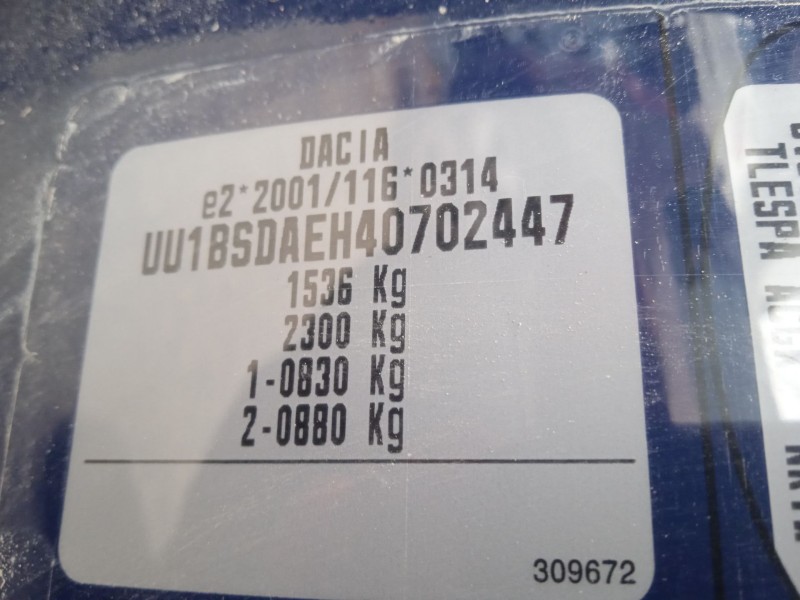 DACIA
e2*2001/116*0314
UU1BSDAEH40702447
1536 Kg
2300 Kg
1-0830 Kg
2-0880 Kg
309672
TLESPA